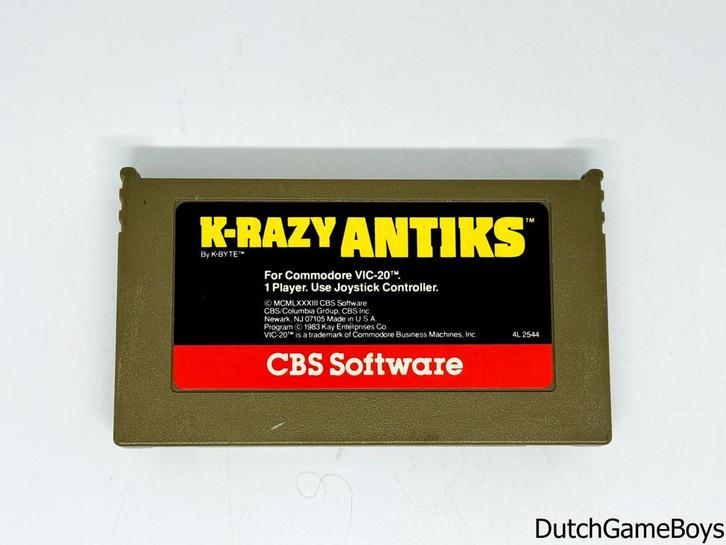 K-RAZY ANTIKS™
By K-BYTE™
For Commodore VIC-20™.
1 Player. Use Joystick Controller.
© MCMLXXXIII CBS Software
CBS/Columbia Group, CBS Inc.
Newark, NJ 07105 Made in U S A
Program © 1983 Kay Enterprises Co.
VIC-20™ is a trademark of Commodore Business Machines, Inc. 4L 2544
CBS Software
DutchGameBoys